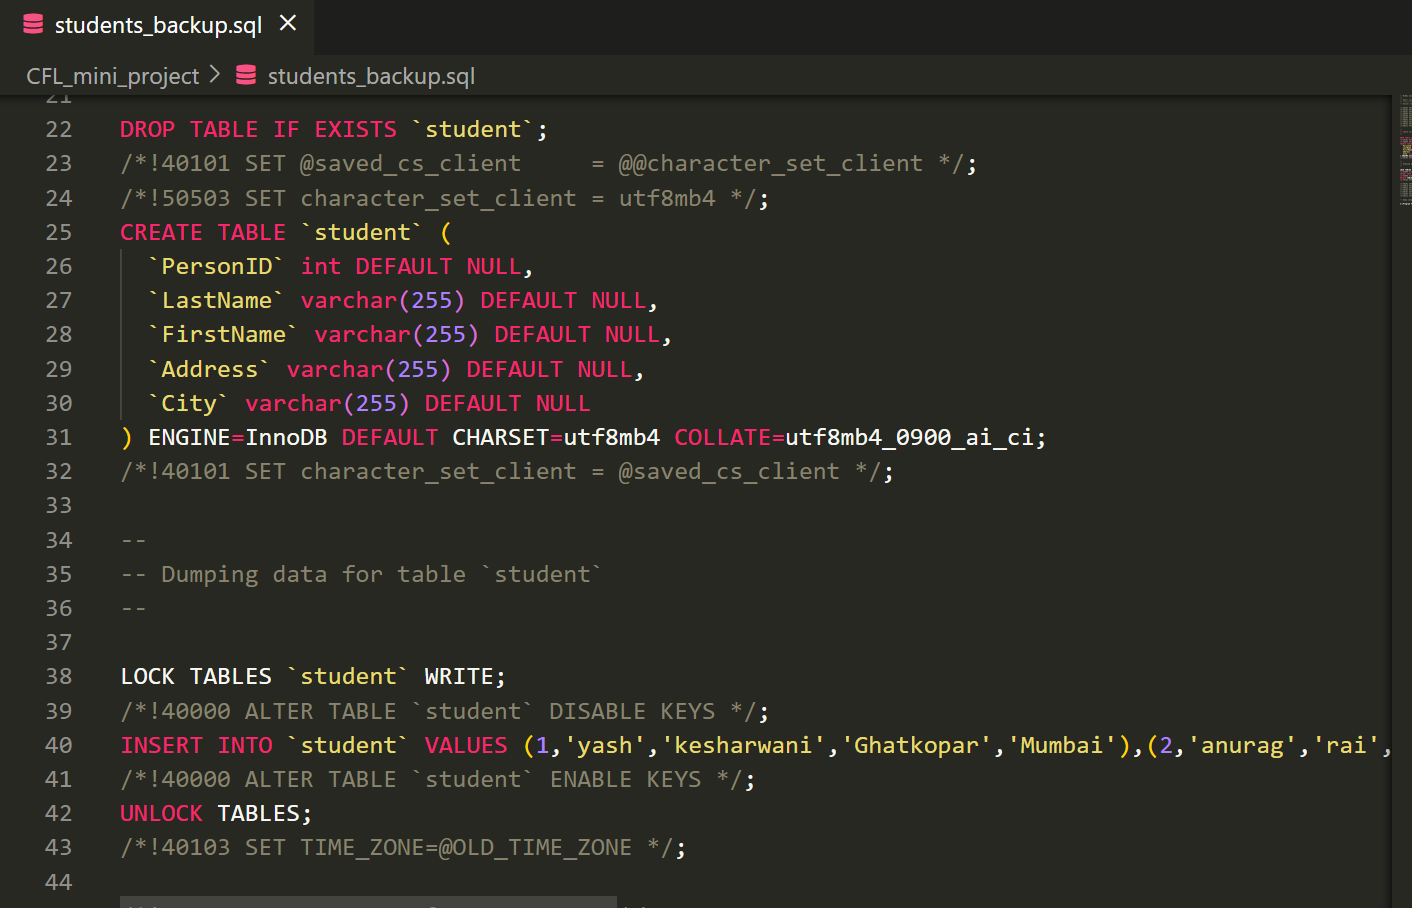 students_backup.sql ×
CFL_mini_project > students_backup.sql
21
22 DROP TABLE IF EXISTS `student`;
23 /*!40101 SET @saved_cs_client     = @@character_set_client */;
24 /*!50503 SET character_set_client = utf8mb4 */;
25 CREATE TABLE `student` (
26   `PersonID` int DEFAULT NULL,
27   `LastName` varchar(255) DEFAULT NULL,
28   `FirstName` varchar(255) DEFAULT NULL,
29   `Address` varchar(255) DEFAULT NULL,
30   `City` varchar(255) DEFAULT NULL
31 ) ENGINE=InnoDB DEFAULT CHARSET=utf8mb4 COLLATE=utf8mb4_0900_ai_ci;
32 /*!40101 SET character_set_client = @saved_cs_client */;
33
34 --
35 -- Dumping data for table `student`
36 --
37
38 LOCK TABLES `student` WRITE;
39 /*!40000 ALTER TABLE `student` DISABLE KEYS */;
40 INSERT INTO `student` VALUES (1,'yash','kesharwani','Ghatkopar','Mumbai'),(2,'anurag','rai',
41 /*!40000 ALTER TABLE `student` ENABLE KEYS */;
42 UNLOCK TABLES;
43 /*!40103 SET TIME_ZONE=@OLD_TIME_ZONE */;
44